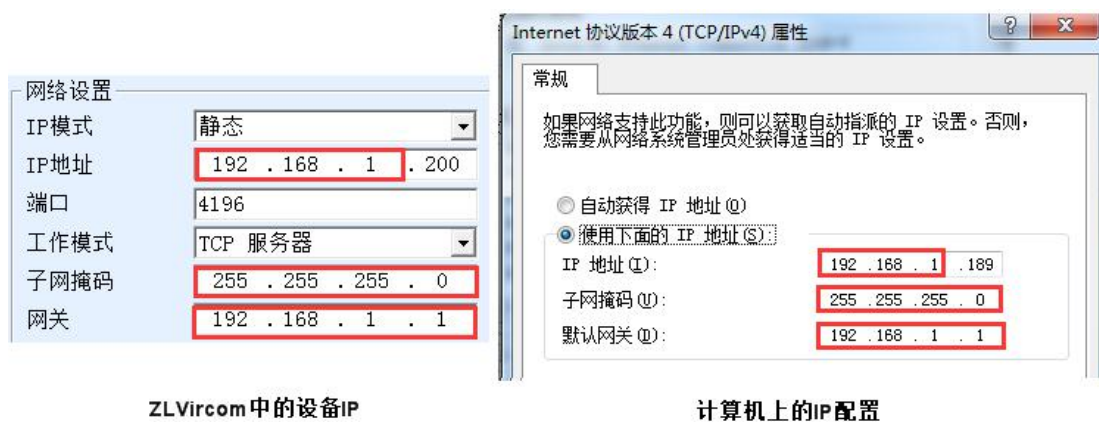 网络设置
IP模式 静态
IP地址 192 . 168 . 1 . 200
端口 4196
工作模式 TCP 服务器
子网掩码 255 . 255 . 255 . 0
网关 192 . 168 . 1 . 1
ZLVircom中的设备IP
Internet 协议版本 4 (TCP/IPv4) 属性
常规
如果网络支持此功能，则可以获取自动指派的 IP 设置。否则，
您需要从网络系统管理员处获得适当的 IP 设置。
自动获得 IP 地址(O)
使用下面的 IP 地址(S):
IP 地址(I): 192 .168 . 1 .189
子网掩码(U): 255 .255 .255 . 0
默认网关(D): 192 .168 . 1 . 1
计算机上的IP配置